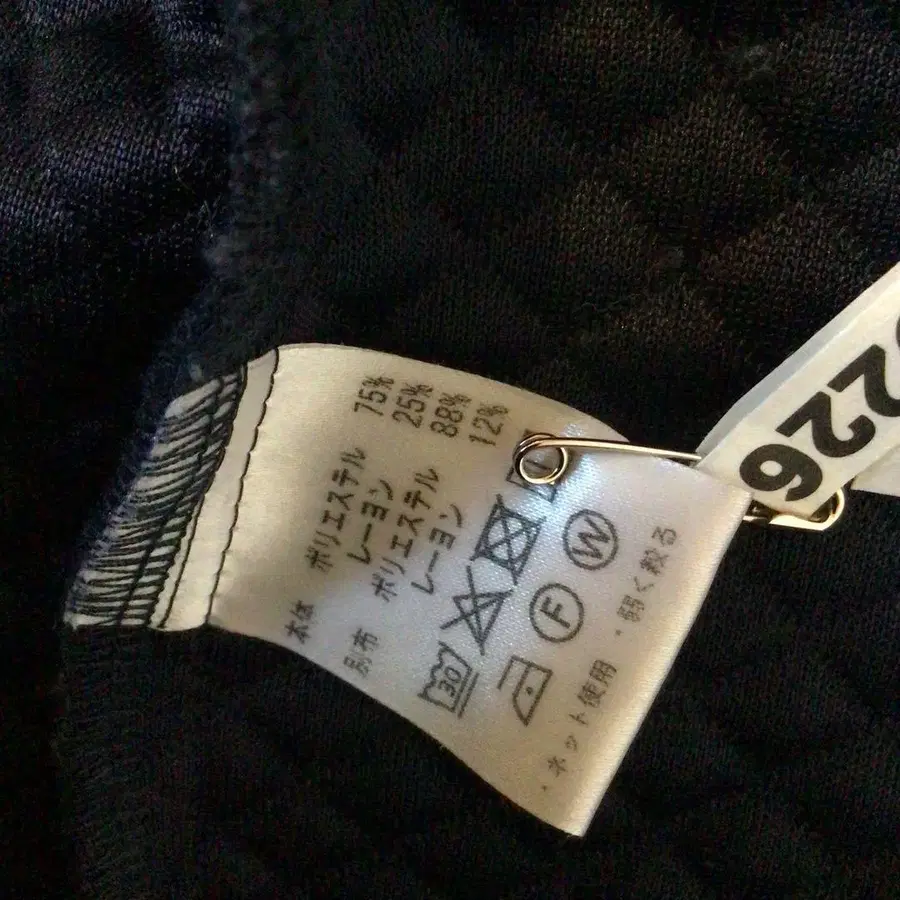 本体 ポリエステル 75%
レーヨン 25%
別布 ポリエステル 88%
レーヨン 12%
30
F W
・ネット使用・弱く絞る
226